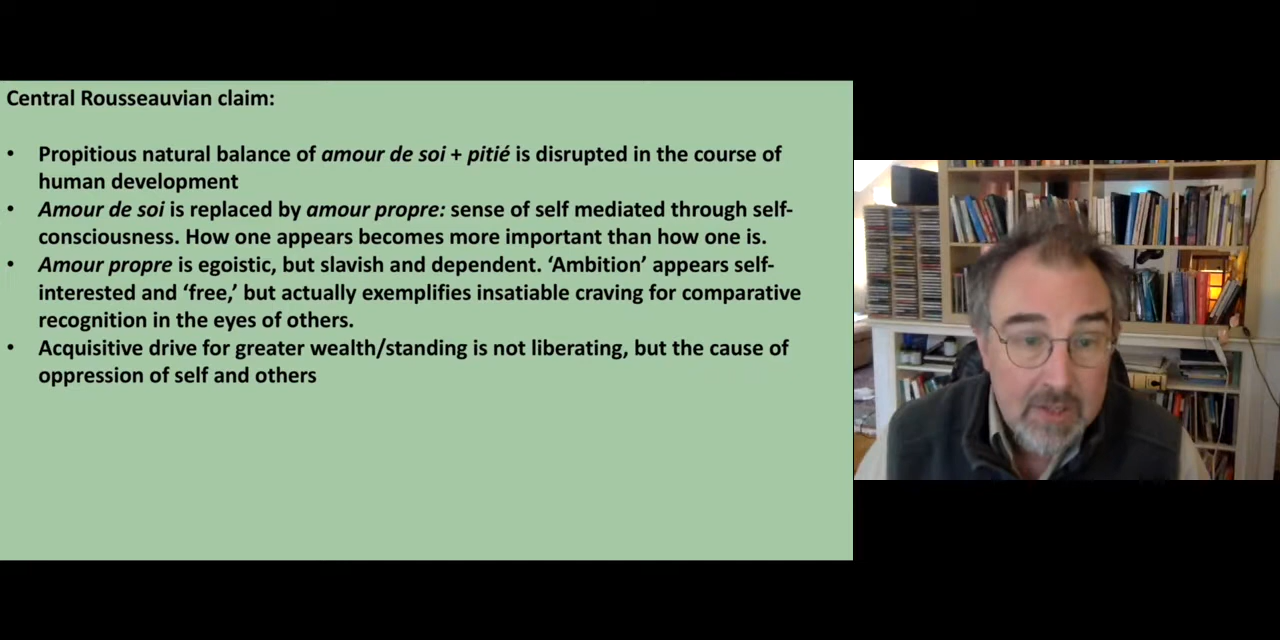 Central Rousseauvian claim:
• Propitious natural balance of amour de soi + pitié is disrupted in the course of
human development
• Amour de soi is replaced by amour propre: sense of self mediated through self-
consciousness. How one appears becomes more important than how one is.
• Amour propre is egoistic, but slavish and dependent. ‘Ambition’ appears self-
interested and ‘free,’ but actually exemplifies insatiable craving for comparative
recognition in the eyes of others.
• Acquisitive drive for greater wealth/standing is not liberating, but the cause of
oppression of self and others